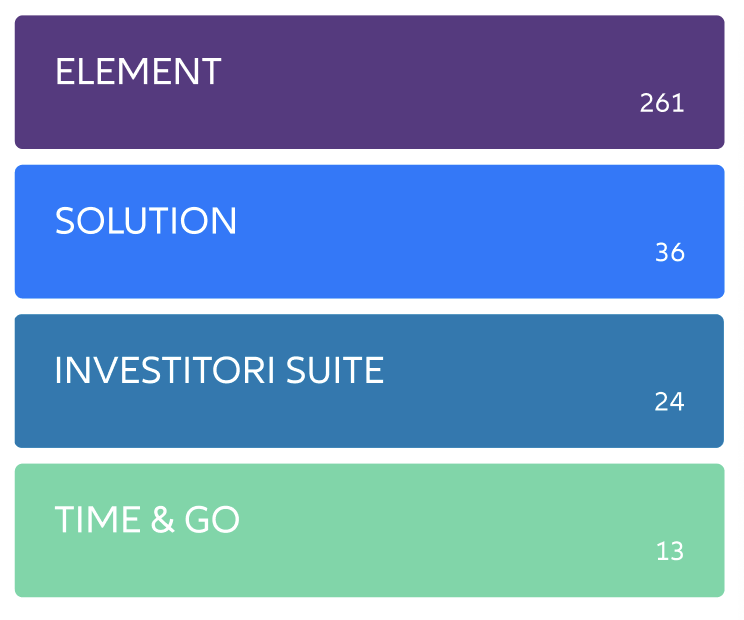 ELEMENT
261
SOLUTION
36
INVESTITORI SUITE
24
TIME & GO
13